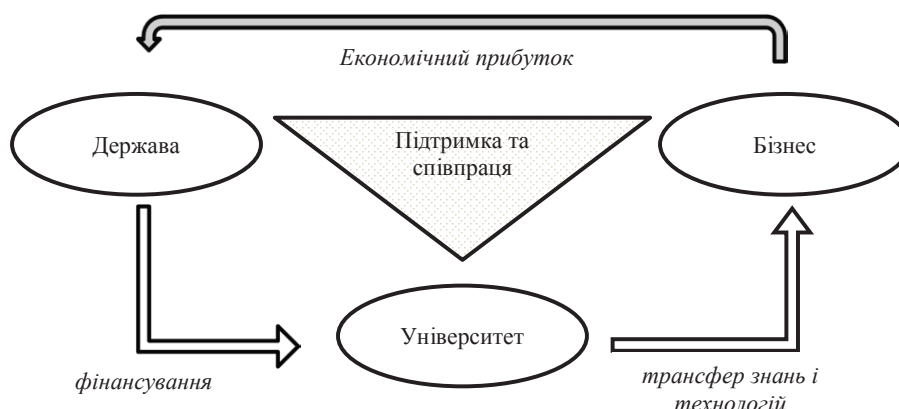 Економічний прибуток
Держава
Підтримка та
співпраця
Бізнес
Університет
фінансування
трансфер знань і
технологій